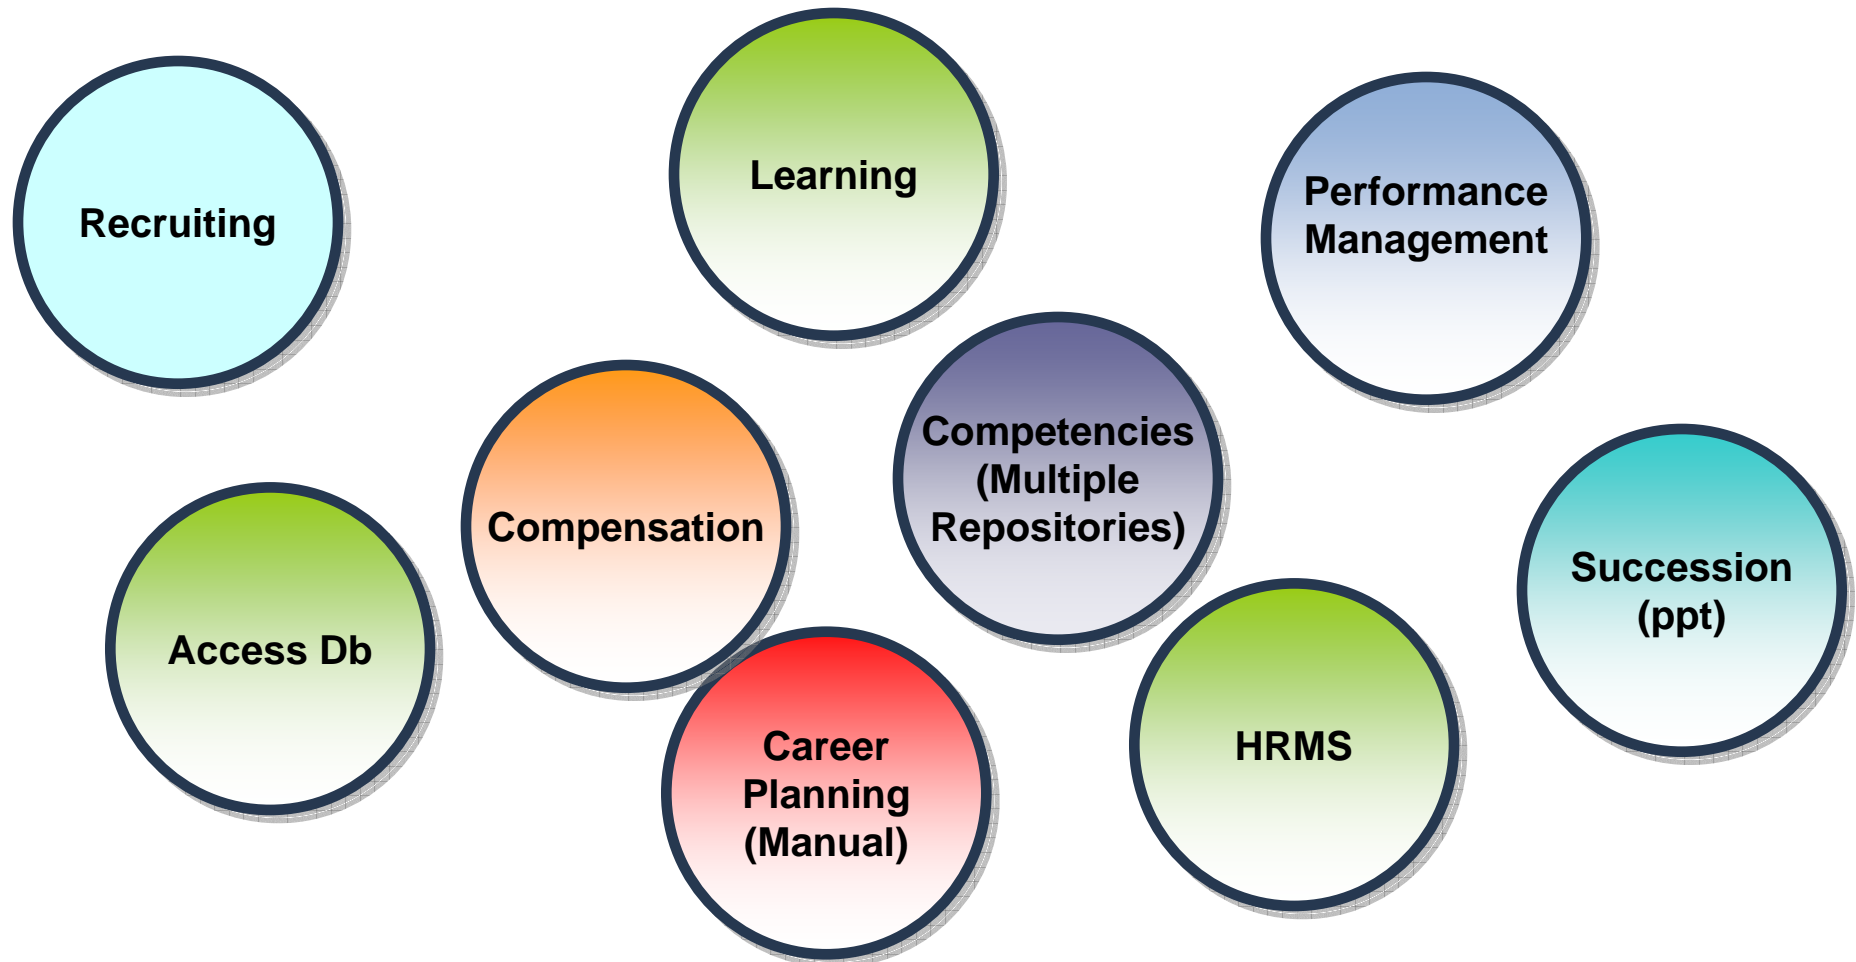 Recruiting
Learning
Performance
Management
Compensation
Competencies
(Multiple
Repositories)
Succession
(ppt)
Access Db
Career
Planning
(Manual)
HRMS